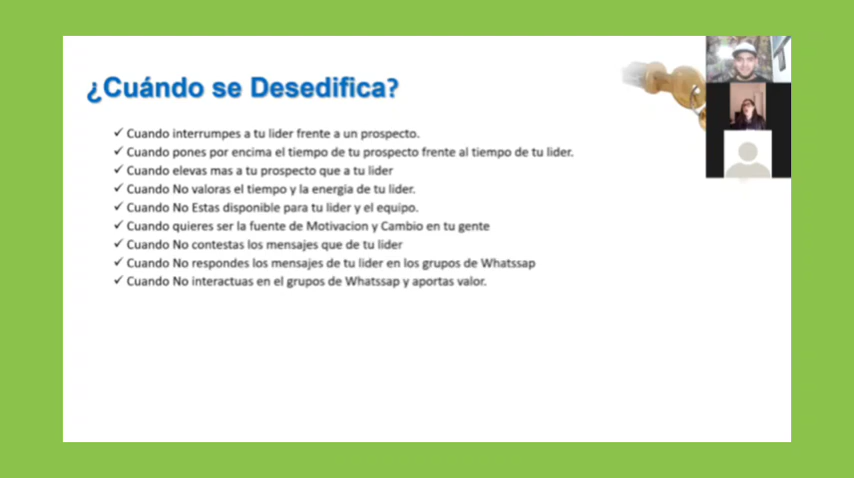 ¿Cuándo se Desedifica?
✓ Cuando interrumpes a tu lider frente a un prospecto.
✓ Cuando pones por encima el tiempo de tu prospecto frente al tiempo de tu lider.
✓ Cuando elevas mas a tu prospecto que a tu lider
✓ Cuando No valoras el tiempo y la energia de tu lider.
✓ Cuando No Estas disponible para tu lider y el equipo.
✓ Cuando quieres ser la fuente de Motivacion y Cambio en tu gente
✓ Cuando No contestas los mensajes que de tu lider
✓ Cuando No respondes los mensajes de tu lider en los grupos de Whatssap
✓ Cuando No interactuas en el grupos de Whatssap y aportas valor.